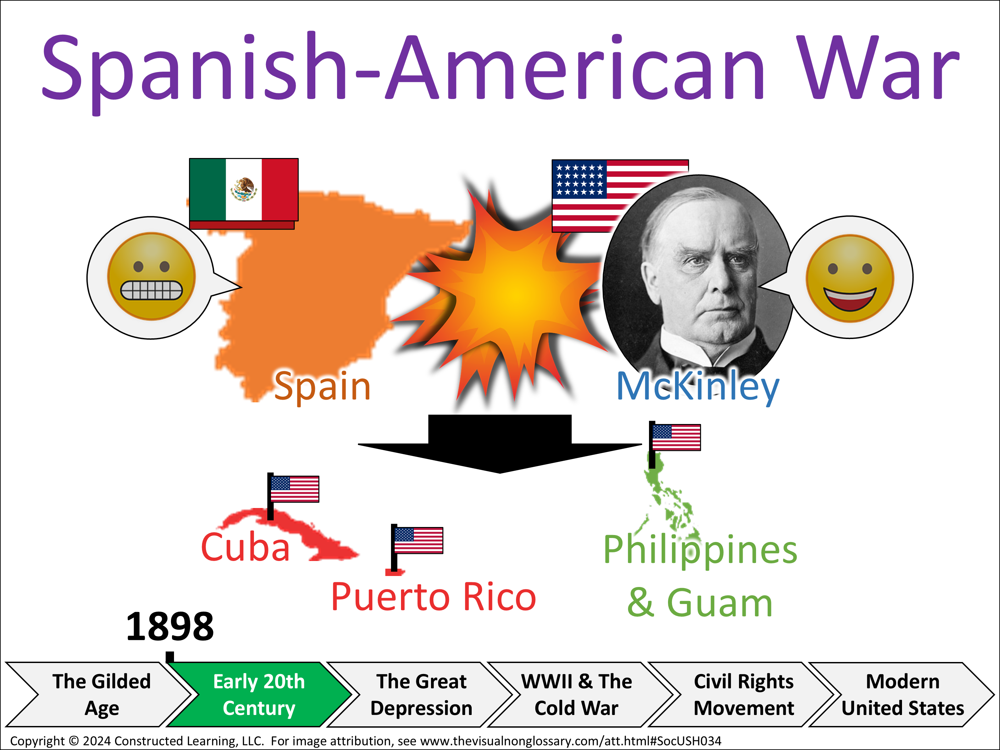 Spanish-American War
Spain
McKinley
Cuba
Puerto Rico
Philippines
& Guam
1898
The Gilded
Age
Early 20th
Century
The Great
Depression
WWII & The
Cold War
Civil Rights
Movement
Modern
United States
Copyright © 2024 Constructed Learning, LLC.  For image attribution, see www.thevisualnonglossary.com/att.html#SocUSH034